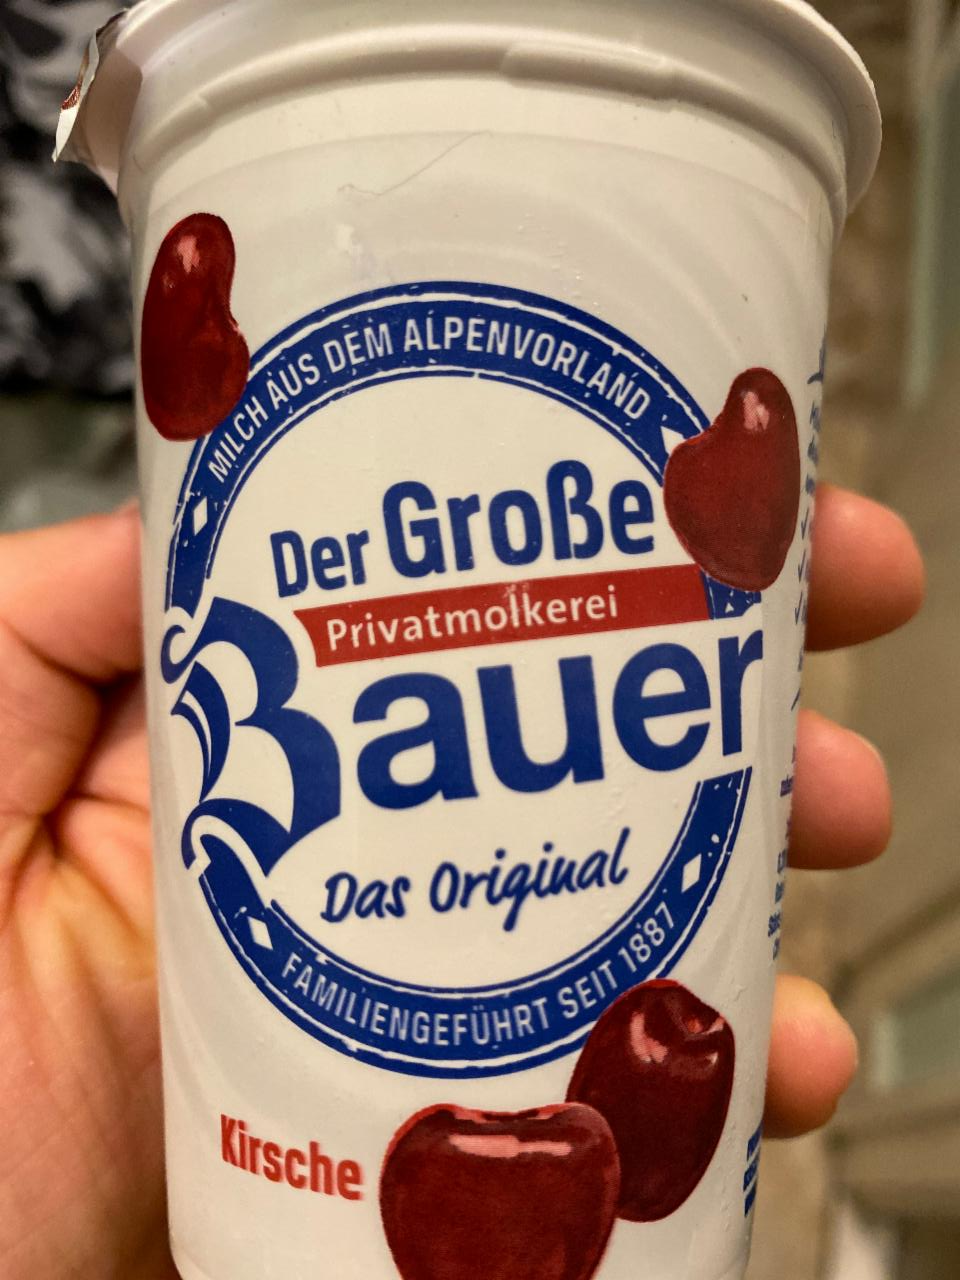 MILCH AUS DEM ALPENVORLAND
Der Große
Privatmolkerei
Bauer
Das Original
FAMILIENGEFÜHRT SEIT 1887
Kirsche